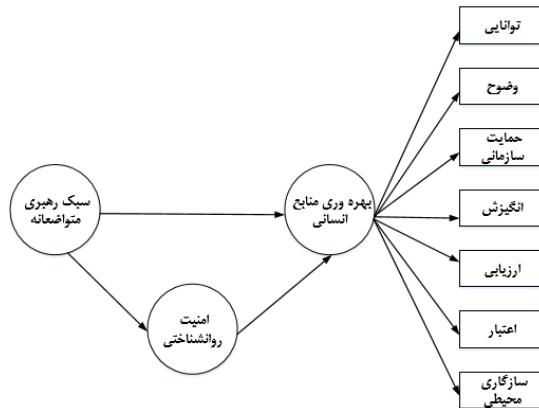 توانایی
وضوح
حمایت
سازمانی
انگیزش
ارزیابی
اعتبار
سازگاری
محیطی
بهره وری منابع
انسانی
سبک رهبری
متواضعانه
امنیت
روانشناختی